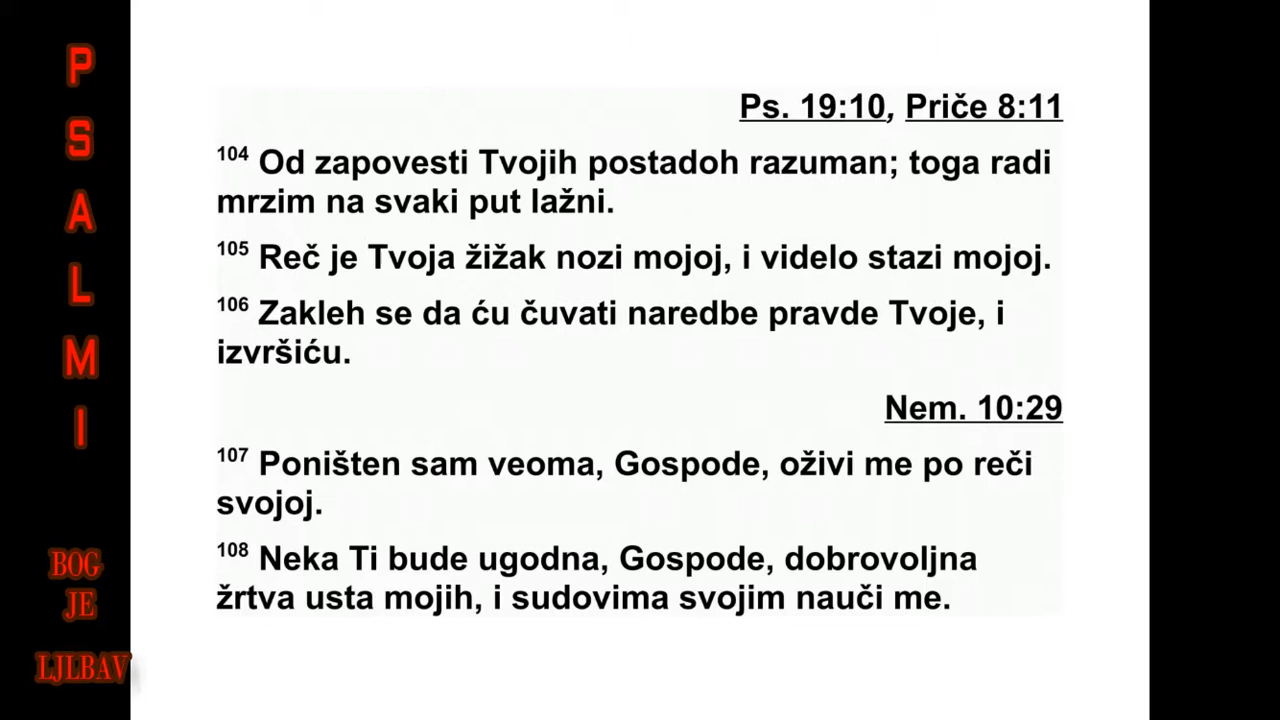 PSALMI
BOG
JE
LJLBAV
Ps. 19:10, Priče 8:11
104 Od zapovesti Tvojih postadoh razuman; toga radi
mrzim na svaki put lažni.
105 Reč je Tvoja žižak nozi mojoj, i videlo stazi mojoj.
106 Zakleh se da ću čuvati naredbe pravde Tvoje, i
izvršiću.
Nem. 10:29
107 Poništen sam veoma, Gospode, oživi me po reči
svojoj.
108 Neka Ti bude ugodna, Gospode, dobrovoljna
žrtva usta mojih, i sudovima svojim nauči me.